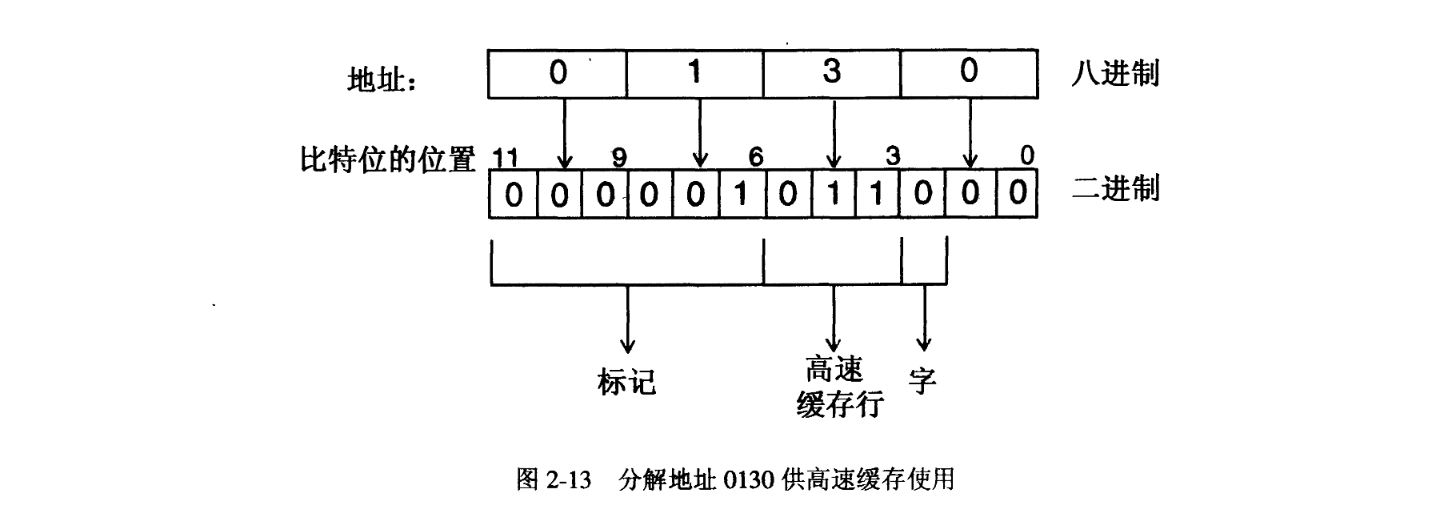 地址： 0 1 3 0 八进制
比特位的位置 11 9 6 3 0
0 0 0 0 0 1 0 1 1 0 0 0 二进制
标记 高速缓存行 字
图 2-13 分解地址 0130 供高速缓存使用